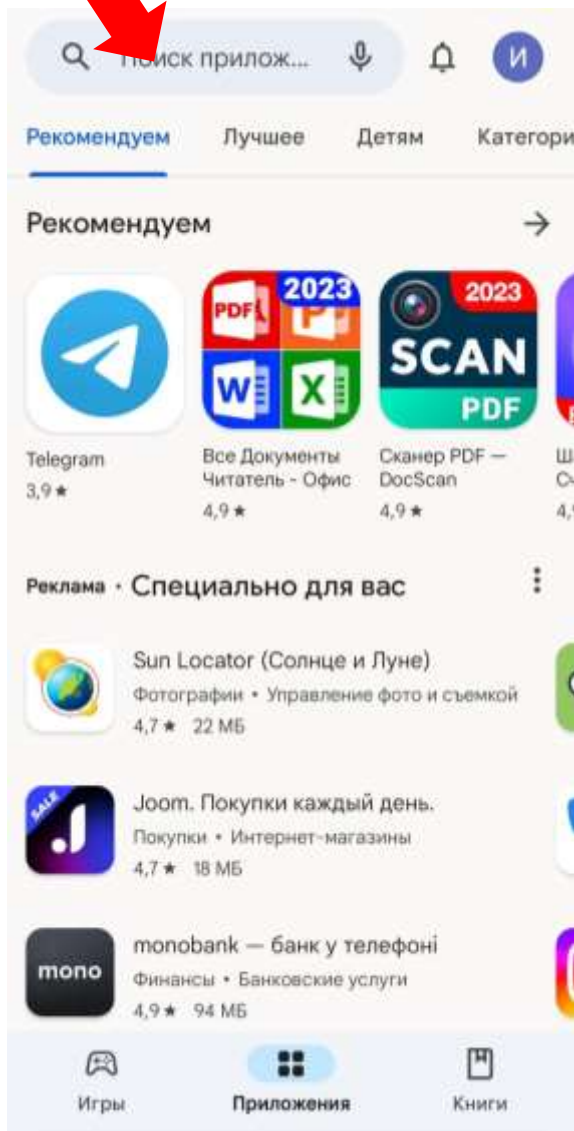 Поиск прилож...
И
Рекомендуем Лучшее Детям Категори
Рекомендуем
PDF 2023
W X
2023
SCAN
PDF
Telegram
3,9 ★
Все Документы
Читатель - Офис
4,9 ★
Сканер PDF —
DocScan
4,9 ★
Реклама · Специально для вас
Sun Locator (Солнце и Луне)
Фотографии • Управление фото и съемкой
4,7 ★ 22 МБ
SALE
Joom. Покупки каждый день.
Покупки • Интернет-магазины
4,7 ★ 18 МБ
mono
monobank — банк у телефоні
Финансы • Банковские услуги
4,9 ★ 94 МБ
Игры Приложения Книги